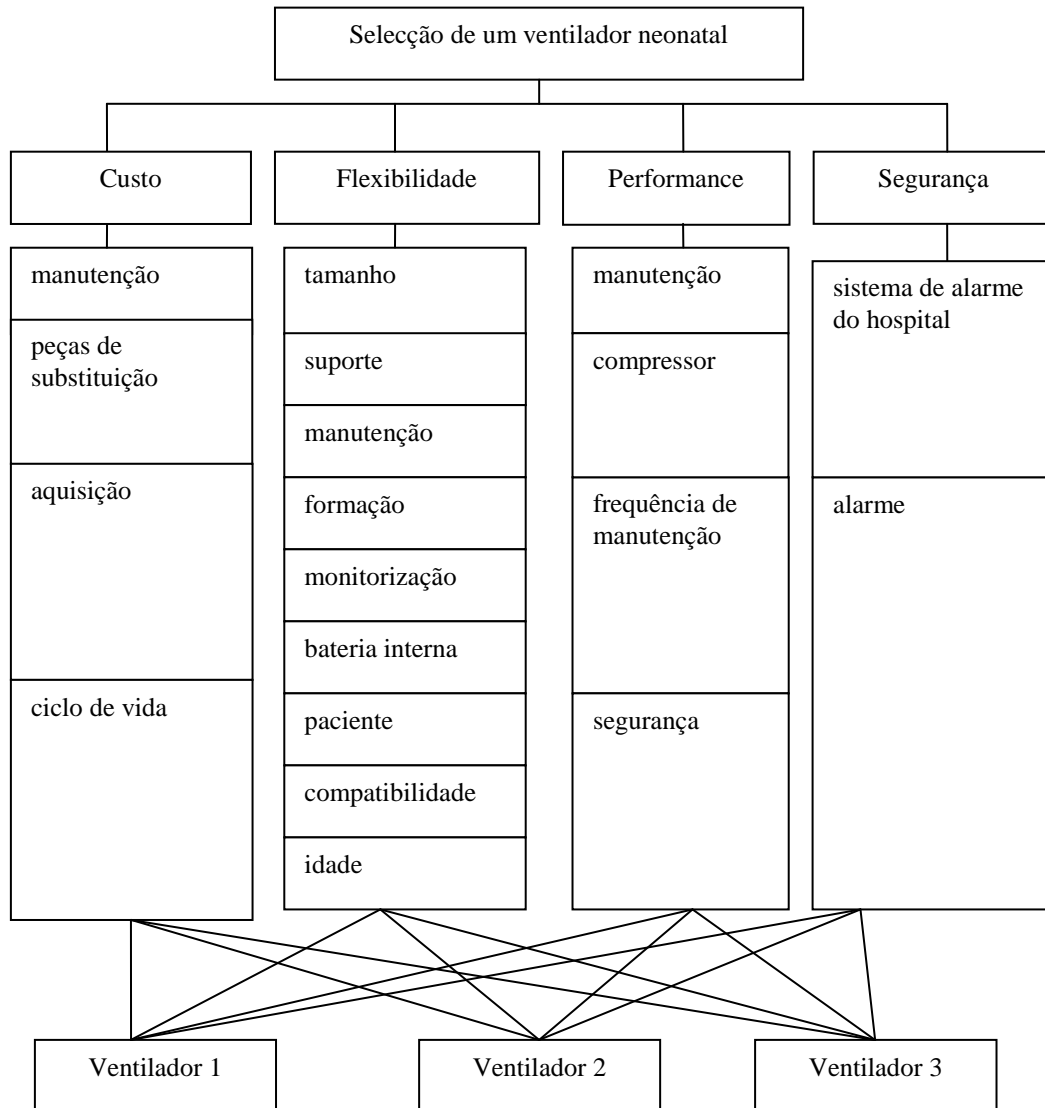 Selecção de um ventilador neonatal
Custo
Flexibilidade
Performance
Segurança
manutenção
peças de
substituição
aquisição
ciclo de vida
tamanho
suporte
manutenção
formação
monitorização
bateria interna
paciente
compatibilidade
idade
manutenção
compressor
frequência de
manutenção
segurança
sistema de alarme
do hospital
alarme
Ventilador 1
Ventilador 2
Ventilador 3